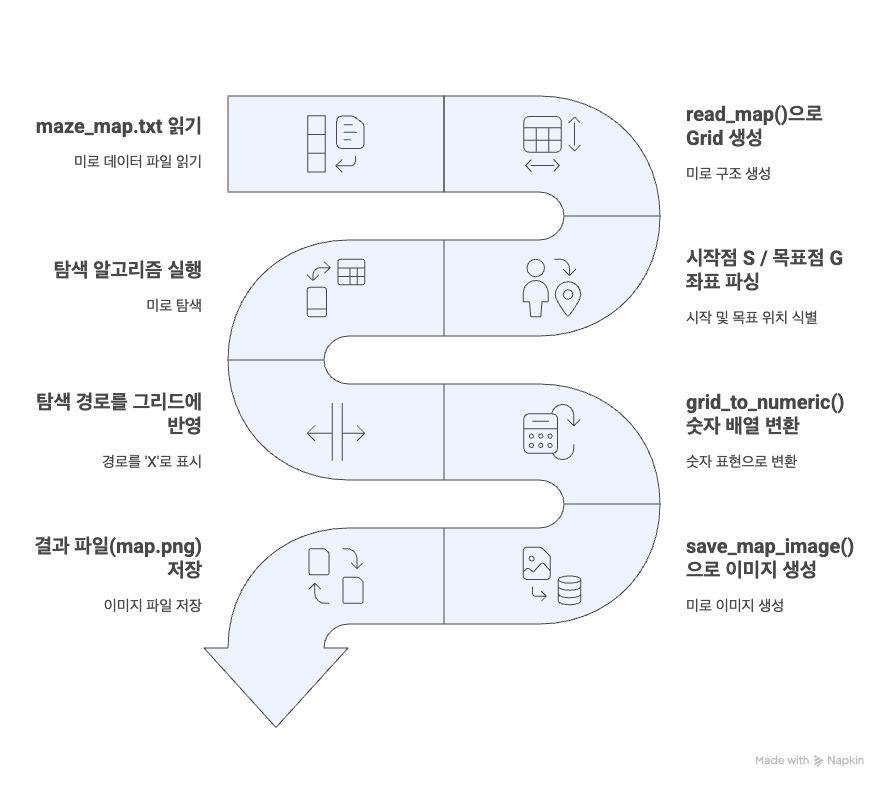 maze_map.txt 읽기
미로 데이터 파일 읽기
read_map()으로
Grid 생성
미로 구조 생성
시작점 S / 목표점 G
좌표 파싱
시작 및 목표 위치 식별
탐색 알고리즘 실행
미로 탐색
탐색 경로를 그리드에
반영
경로를 'X'로 표시
grid_to_numeric()
숫자 배열 변환
숫자 표현으로 변환
save_map_image()
으로 이미지 생성
미로 이미지 생성
결과 파일(map.png)
저장
이미지 파일 저장
Made with Napkin